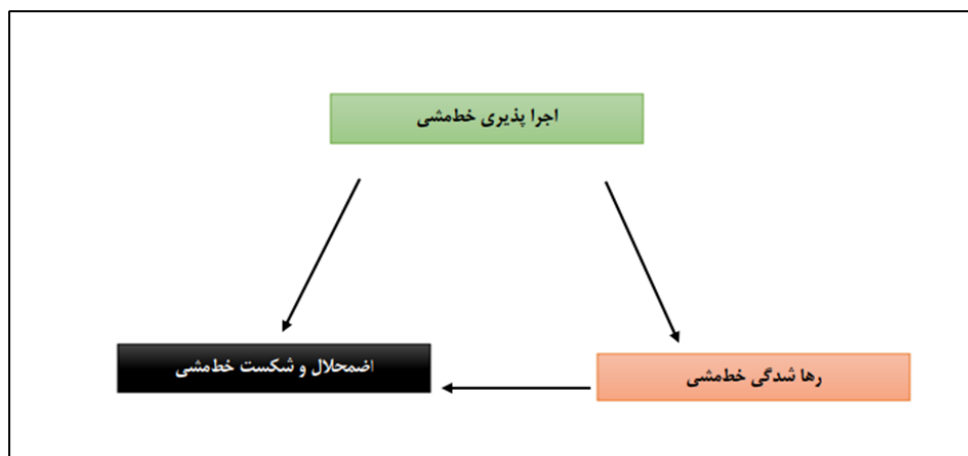 اجرا پذیری خط‌مشی
رها شدگی خط‌مشی
اضمحلال و شکست خط‌مشی